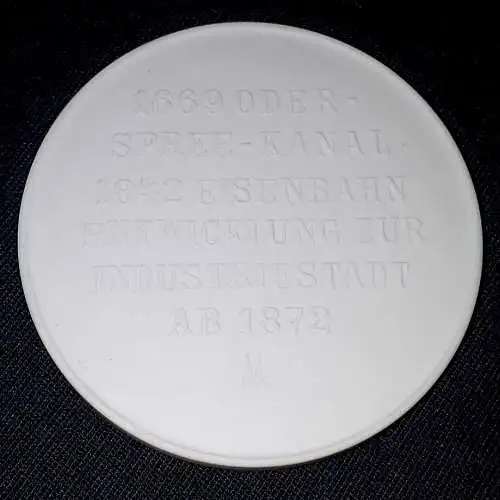 1669 ODER-
SPREE-KANAL
1842 EISENBAHN
ENTWICKLUNG ZUR
INDUSTRIESTADT
AB 1872